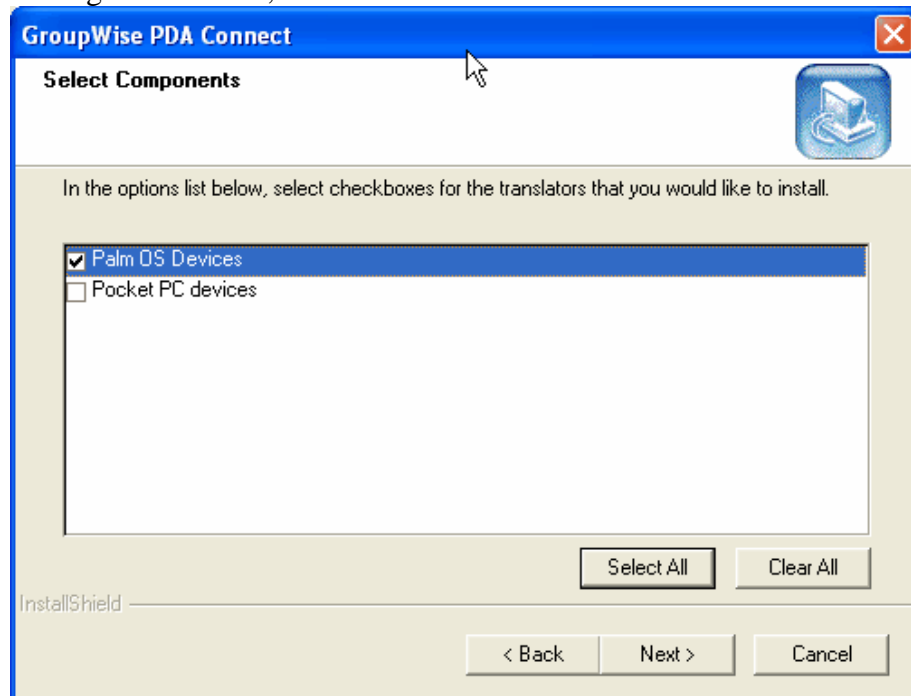 GroupWise PDA Connect
Select Components
In the options list below, select checkboxes for the translators that you would like to install.
Palm OS Devices
Pocket PC devices
Select All Clear All
InstallShield
< Back Next > Cancel